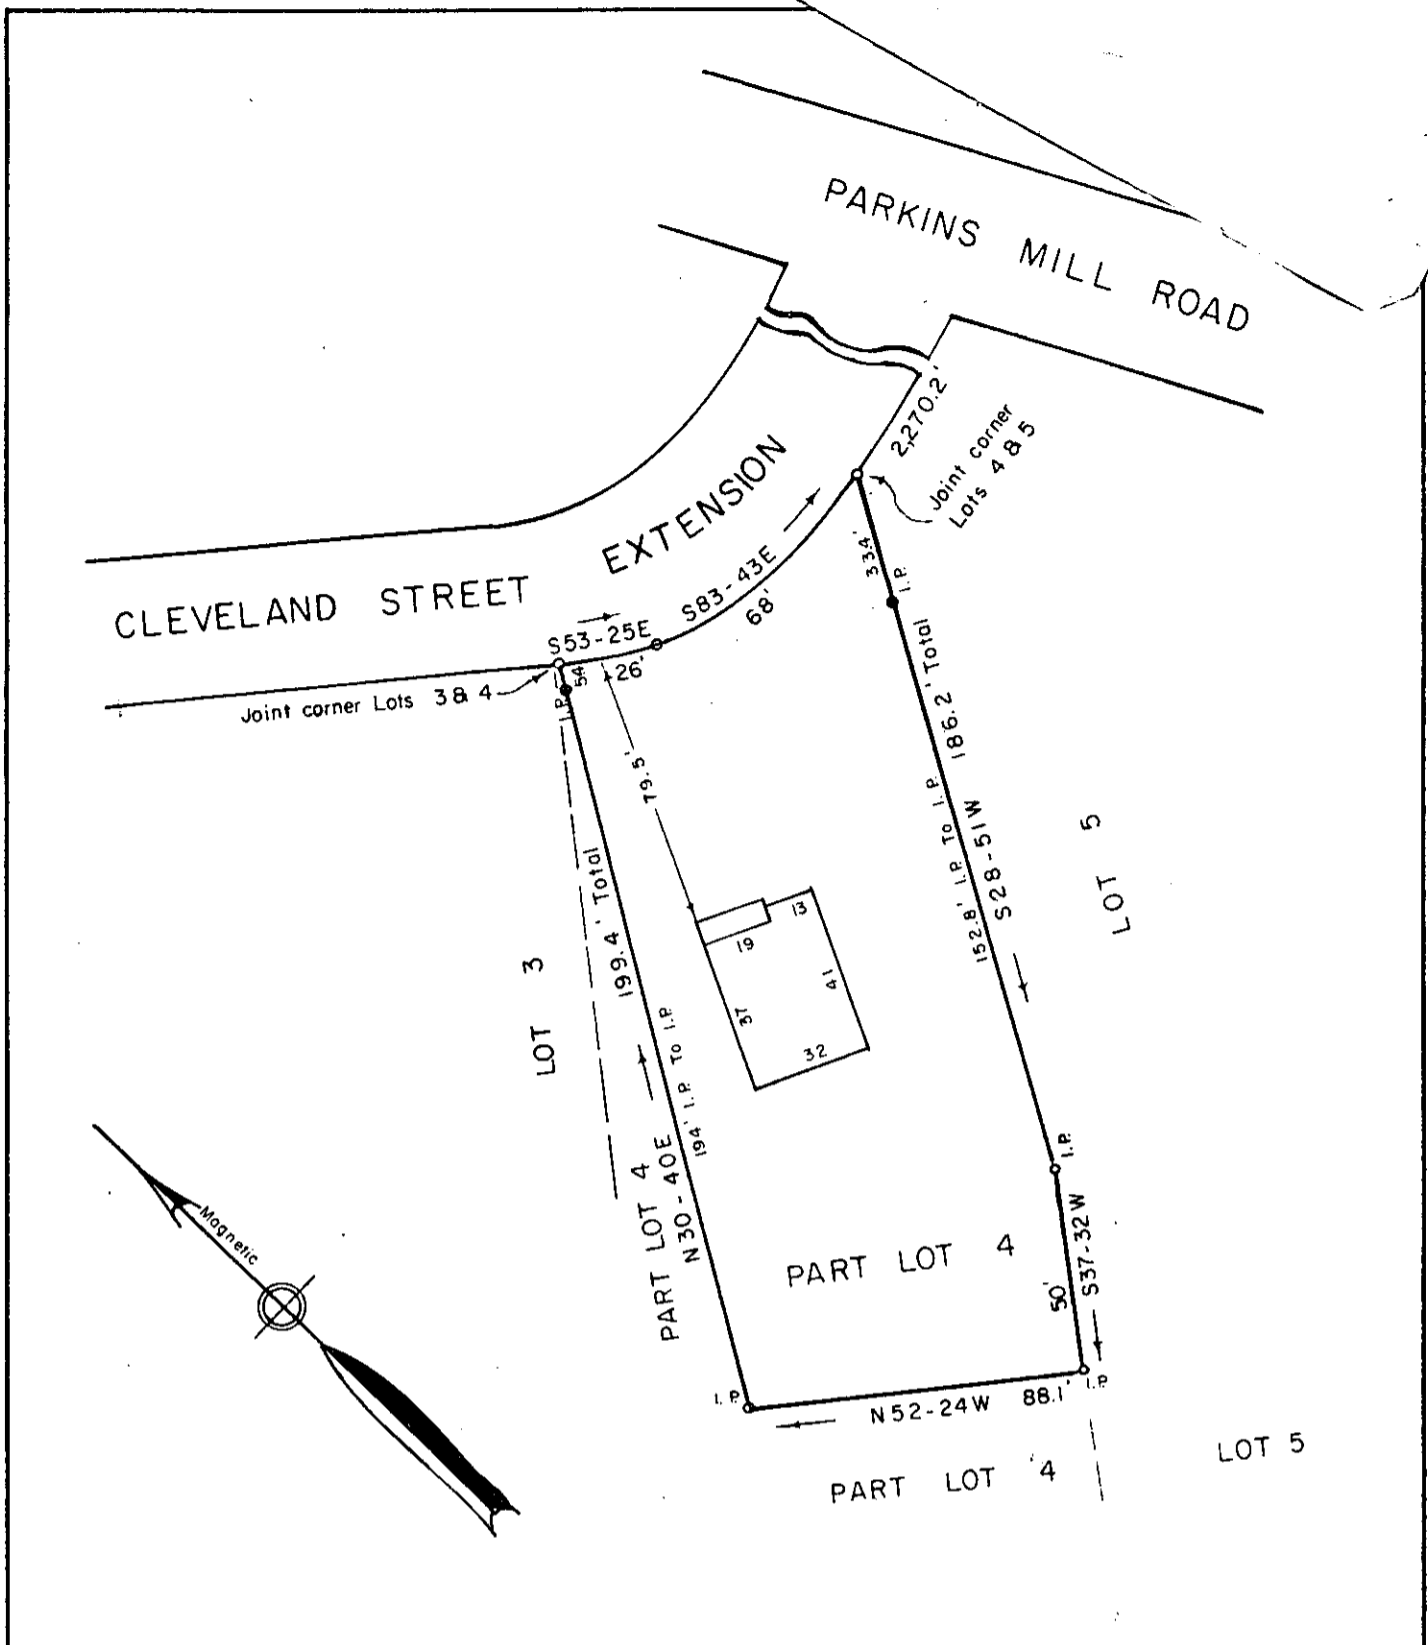 PARKINS MILL ROAD
2,270.2'
Joint corner
Lots 4 & 5
EXTENSION
CLEVELAND STREET
S83-43E
68'
S53-25E
26'
54
I.P.
Joint corner Lots 3 & 4
33.4'
I.P.
186.2' Total
152.8' I.P. To I.P.
S28-51W
79.5'
199.4' Total
194' I.P. To I.P.
N30-40E
PART LOT 4
LOT 3
LOT 5
13
19
41
37
32
I.P.
S37-32W
50'
PART LOT 4
Magnetic
I.P.
N52-24W 88.1'
I.P.
PART LOT 4
LOT 5